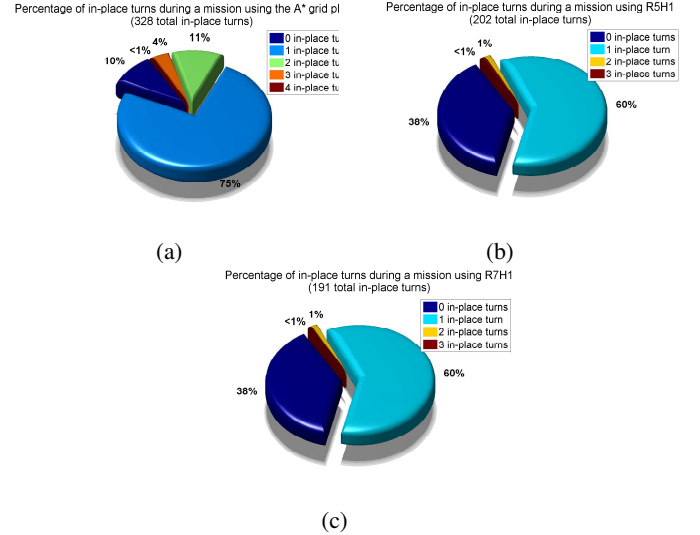 Percentage of in-place turns during a mission using the A* grid pl
(328 total in-place turns)
11%
4%
<1%
10%
75%
0 in-place tu
1 in-place tu
2 in-place tu
3 in-place tu
4 in-place tu
(a)
Percentage of in-place turns during a mission using R5H1
(202 total in-place turns)
1%
<1%
38%
60%
0 in-place turns
1 in-place turn
2 in-place turns
3 in-place turns
(b)
Percentage of in-place turns during a mission using R7H1
(191 total in-place turns)
1%
<1%
38%
60%
0 in-place turns
1 in-place turn
2 in-place turns
3 in-place turns
(c)